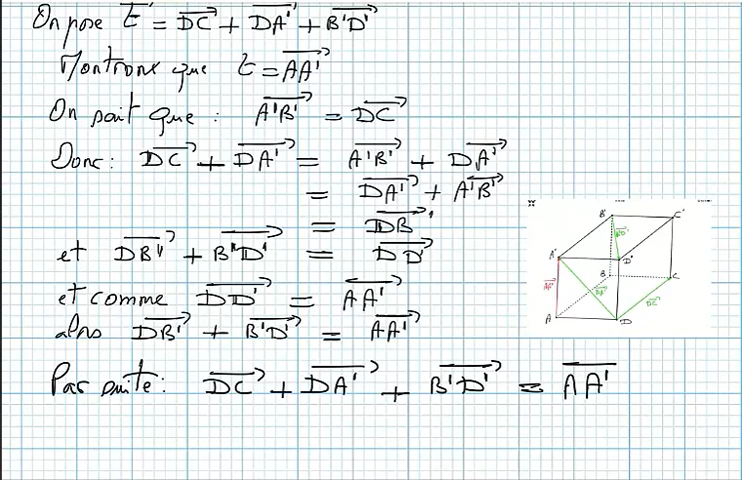 On pose t⃗ = DC⃗ + DA'⃗ + B'D'⃗
Montrons que t = AA'⃗
On sait que : A'B'⃗ = DC⃗
Donc : DC⃗ + DA'⃗ = A'B'⃗ + DA'⃗
= DA'⃗ + A'B'⃗
= DB'⃗
et DB'⃗ + B'D'⃗ = DD'⃗
et comme DD'⃗ = AA'⃗
alors DB'⃗ + B'D'⃗ = AA'⃗
Par suite : DC⃗ + DA'⃗ + B'D'⃗ = AA'⃗
B' C'
A' D'
B C
DC⃗
A D